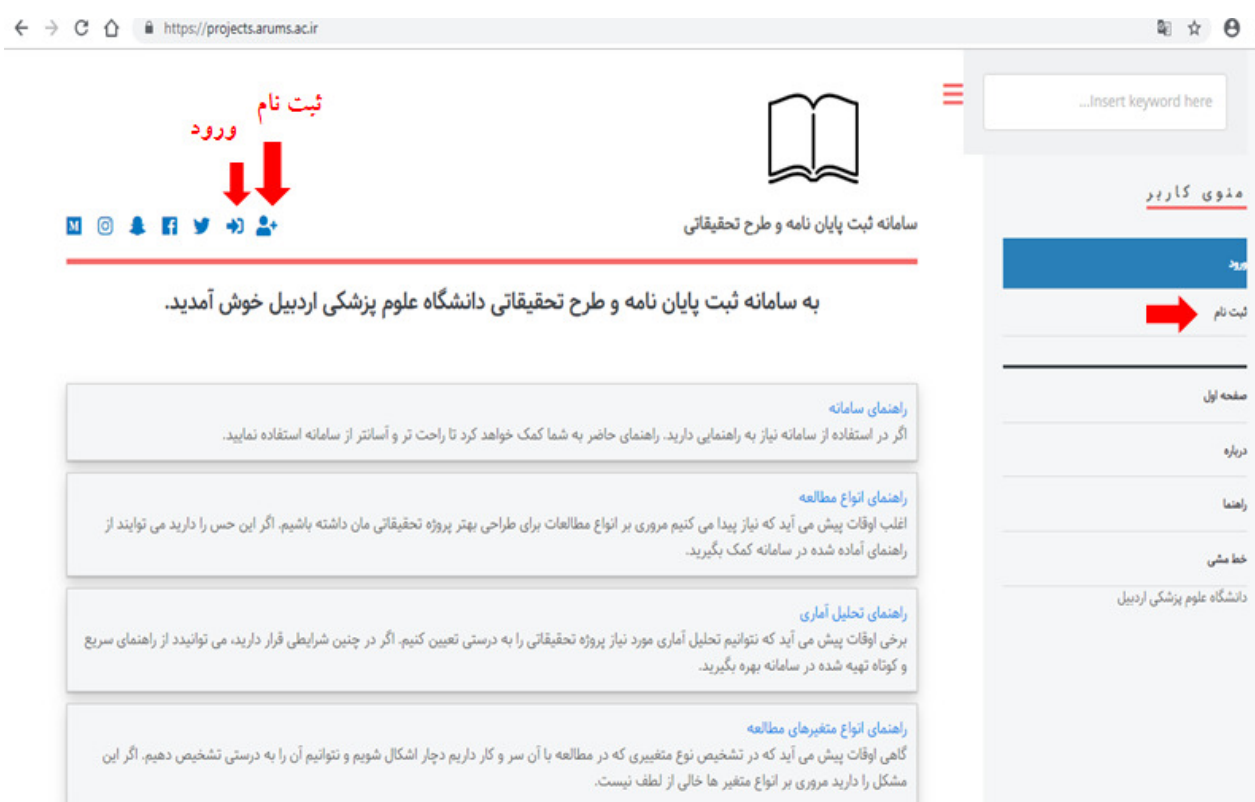 https://projects.arums.ac.ir
Insert keyword here...
منوی کاربر
ورود
ثبت نام
صفحه اول
درباره
راهنما
خط مشی
دانشگاه علوم پزشکی اردبیل
ثبت نام
ورود
سامانه ثبت پایان نامه و طرح تحقیقاتی
به سامانه ثبت پایان نامه و طرح تحقیقاتی دانشگاه علوم پزشکی اردبیل خوش آمدید.
راهنمای سامانه
اگر در استفاده از سامانه نیاز به راهنمایی دارید. راهنمای حاضر به شما کمک خواهد کرد تا راحت تر و آسانتر از سامانه استفاده نمایید.
راهنمای انواع مطالعه
اغلب اوقات پیش می آید که نیاز پیدا می کنیم مروری بر انواع مطالعات برای طراحی بهتر پروژه تحقیقاتی مان داشته باشیم. اگر این حس را دارید می توایند از
راهنمای آماده شده در سامانه کمک بگیرید.
راهنمای تحلیل آماری
برخی اوقات پیش می آید که نتوانیم تحلیل آماری مورد نیاز پروژه تحقیقاتی را به درستی تعیین کنیم. اگر در چنین شرایطی قرار دارید، می توانیدد از راهنمای سریع
و کوتاه تهیه شده در سامانه بهره بگیرید.
راهنمای انواع متغیرهای مطالعه
گاهی اوقات پیش می آید که در تشخیص نوع متغییری که در مطالعه با آن سر و کار داریم دچار اشکال شویم و نتوانیم آن را به درستی تشخیص دهیم. اگر این
مشکل را دارید مروری بر انواع متغیر ها خالی از لطف نیست.